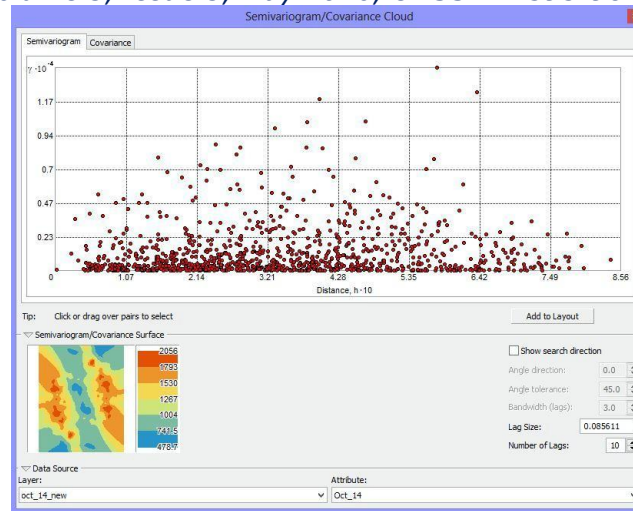 Semivariogram/Covariance Cloud
Semivariogram Covariance
γ ·10⁻⁴
1.17
0.94
0.7
0.47
0.23
0 1.07 2.14 3.21 4.28 5.35 6.42 7.49 8.56
Distance, h ·10
Tip: Click or drag over pairs to select
Add to Layout
Semivariogram/Covariance Surface
2056
1793
1530
1267
1004
741.5
478.7
Show search direction
Angle direction: 0.0
Angle tolerance: 45.0
Bandwidth (lags): 3.0
Lag Size: 0.085611
Number of Lags: 10
Data Source
Layer: Attribute:
oct_14_new Oct_14